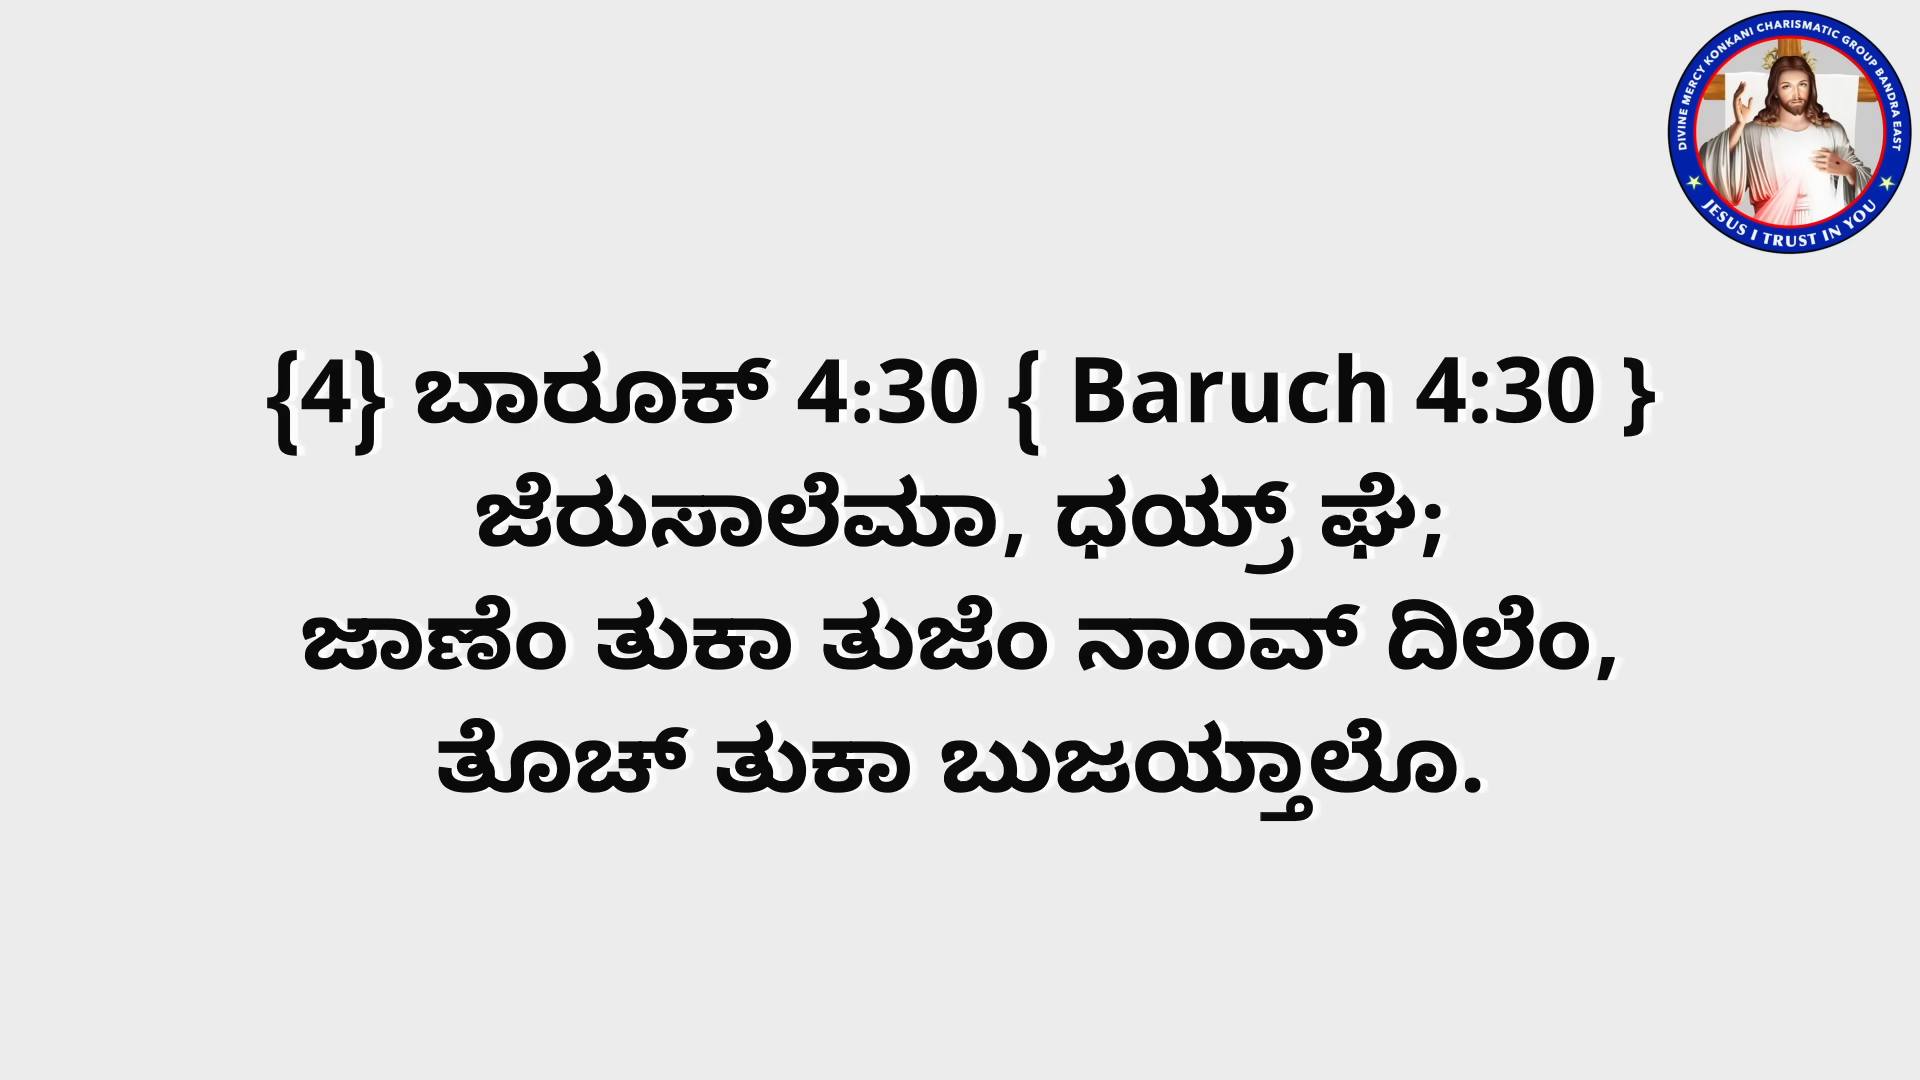 DIVINE MERCY KONKANI CHARISMATIC GROUP BANDRA EAST
JESUS I TRUST IN YOU
{4} ಬಾರೂಕ್ 4:30 { Baruch 4:30 }
ಜೆರುಸಾಲೆಮಾ, ಧಯ್ರ್ ಘೆ;
ಜಾಣೆಂ ತುಕಾ ತುಜೆಂ ನಾಂವ್ ದಿಲೆಂ,
ತೊಚ್ ತುಕಾ ಬುಜಯ್ತಾಲೊ.